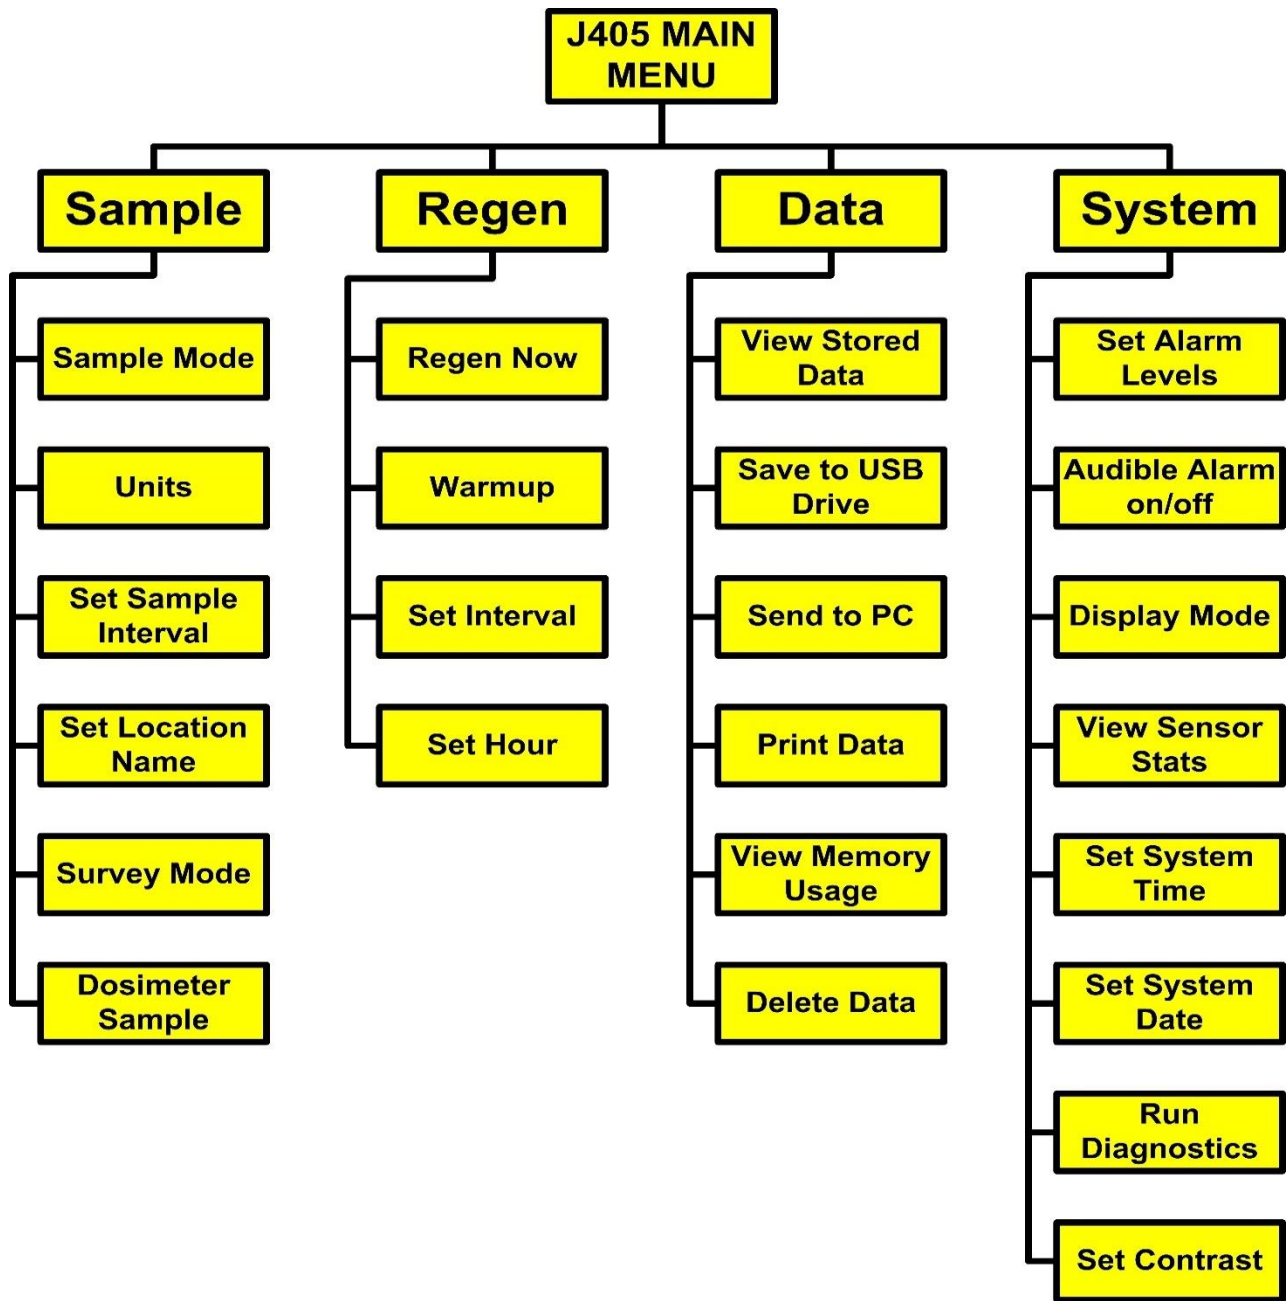 J405 MAIN
MENU
Sample
Regen
Data
System
Sample Mode
Units
Set Sample
Interval
Set Location
Name
Survey Mode
Dosimeter
Sample
Regen Now
Warmup
Set Interval
Set Hour
View Stored
Data
Save to USB
Drive
Send to PC
Print Data
View Memory
Usage
Delete Data
Set Alarm
Levels
Audible Alarm
on/off
Display Mode
View Sensor
Stats
Set System
Time
Set System
Date
Run
Diagnostics
Set Contrast